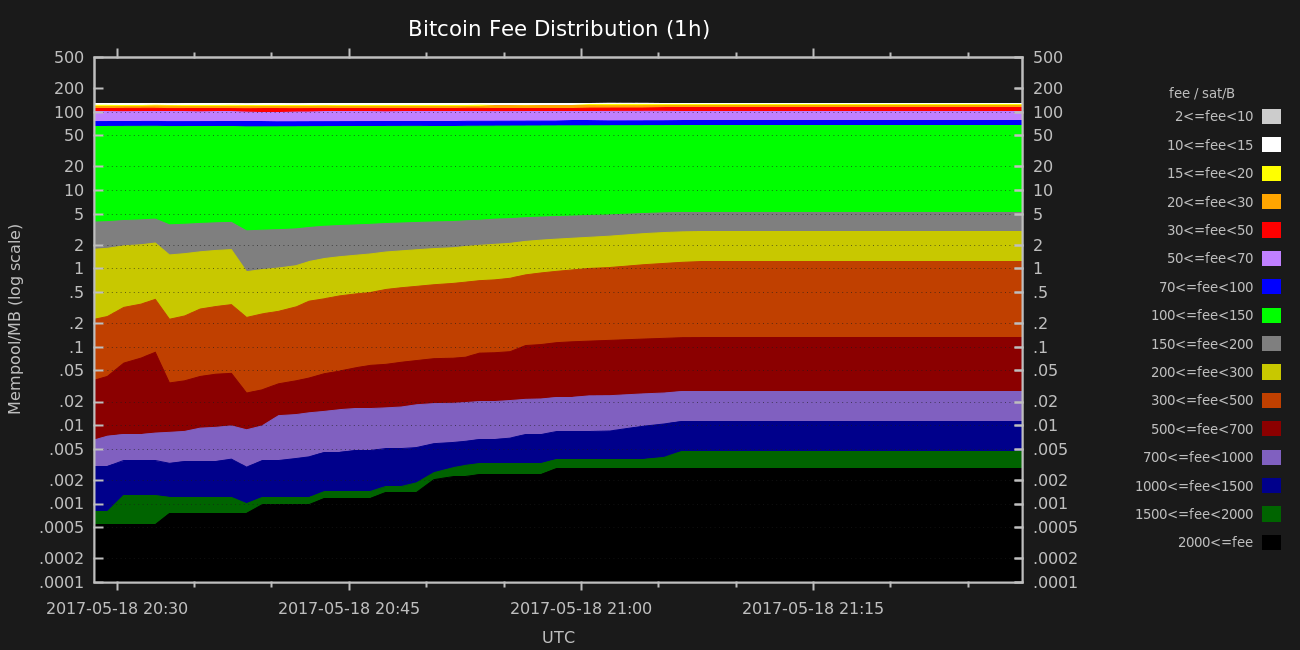 Bitcoin Fee Distribution (1h)
500
200
100
50
20
10
5
2
1
.5
.2
.1
.05
.02
.01
.005
.002
.001
.0005
.0002
.0001
Mempool/MB (log scale)
500
200
100
50
20
10
5
2
1
.5
.2
.1
.05
.02
.01
.005
.002
.001
.0005
.0002
.0001
2017-05-18 20:30
2017-05-18 20:45
2017-05-18 21:00
2017-05-18 21:15
UTC
fee / sat/B
2<=fee<10
10<=fee<15
15<=fee<20
20<=fee<30
30<=fee<50
50<=fee<70
70<=fee<100
100<=fee<150
150<=fee<200
200<=fee<300
300<=fee<500
500<=fee<700
700<=fee<1000
1000<=fee<1500
1500<=fee<2000
2000<=fee